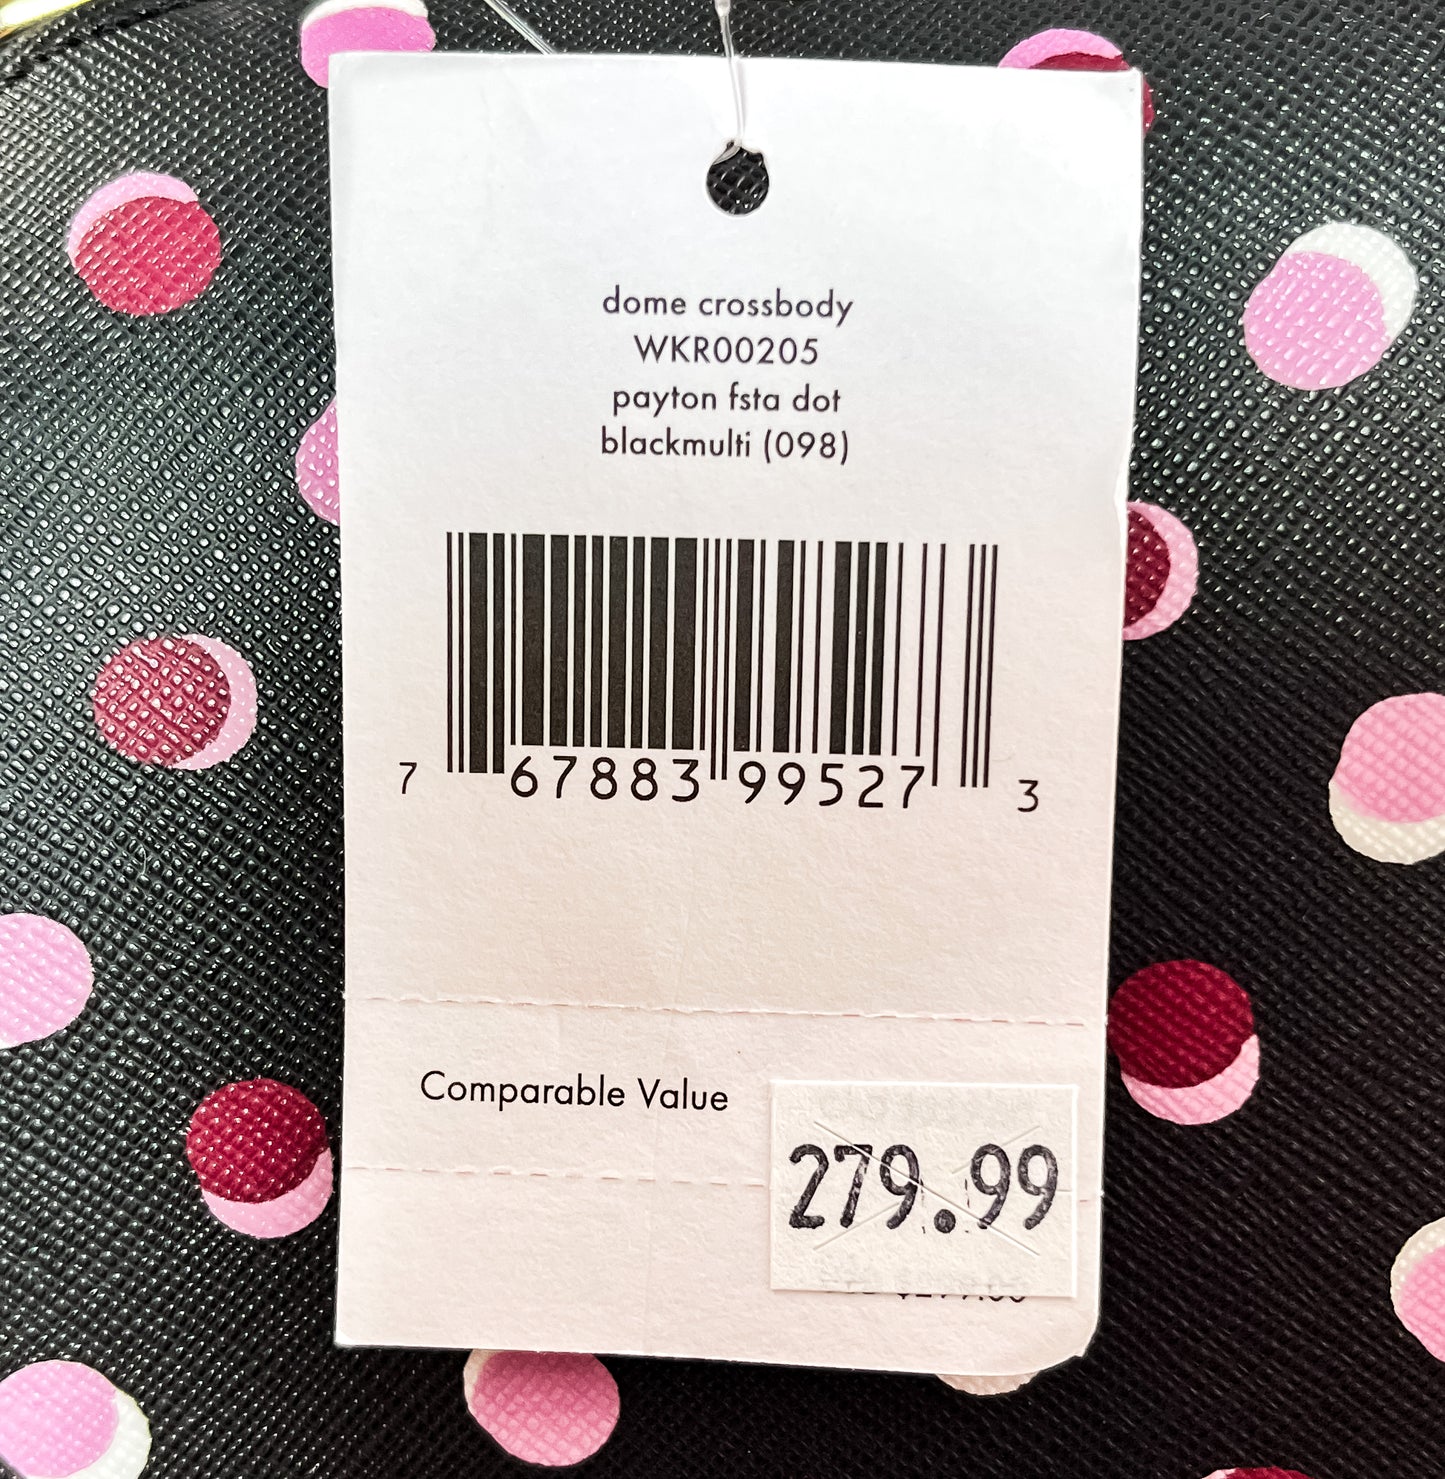 dome crossbody
WKR00205
payton fsta dot
blackmulti (098)
7 67883 99527 3
Comparable Value
279.99